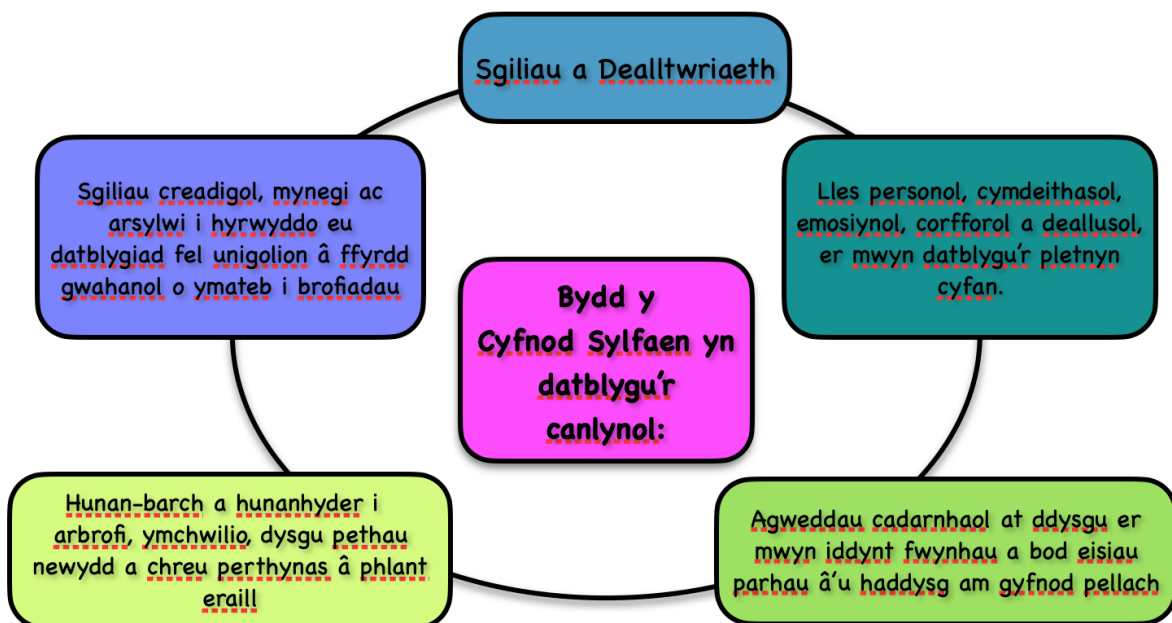 Sgiliau a Dealltwriaeth
Sgiliau creadigol, mynegi ac
arsylwi i hyrwyddo eu
datblygiad fel unigolion â ffyrdd
gwahanol o ymateb i brofiadau
Lles personol, cymdeithasol,
emosiynol, corfforol a deallusol,
er mwyn datblygu'r pletnyn
cyfan.
Bydd y
Cyfnod Sylfaen yn
datblygu'r
canlynol:
Hunan-barch a hunanhyder i
arbrofi, ymchwilio, dysgu pethau
newydd a chreu perthynas â phlant
eraill
Agweddau cadarnhaol at ddysgu er
mwyn iddynt fwynhau a bod eisiau
parhau â'u haddysg am gyfnod pellach